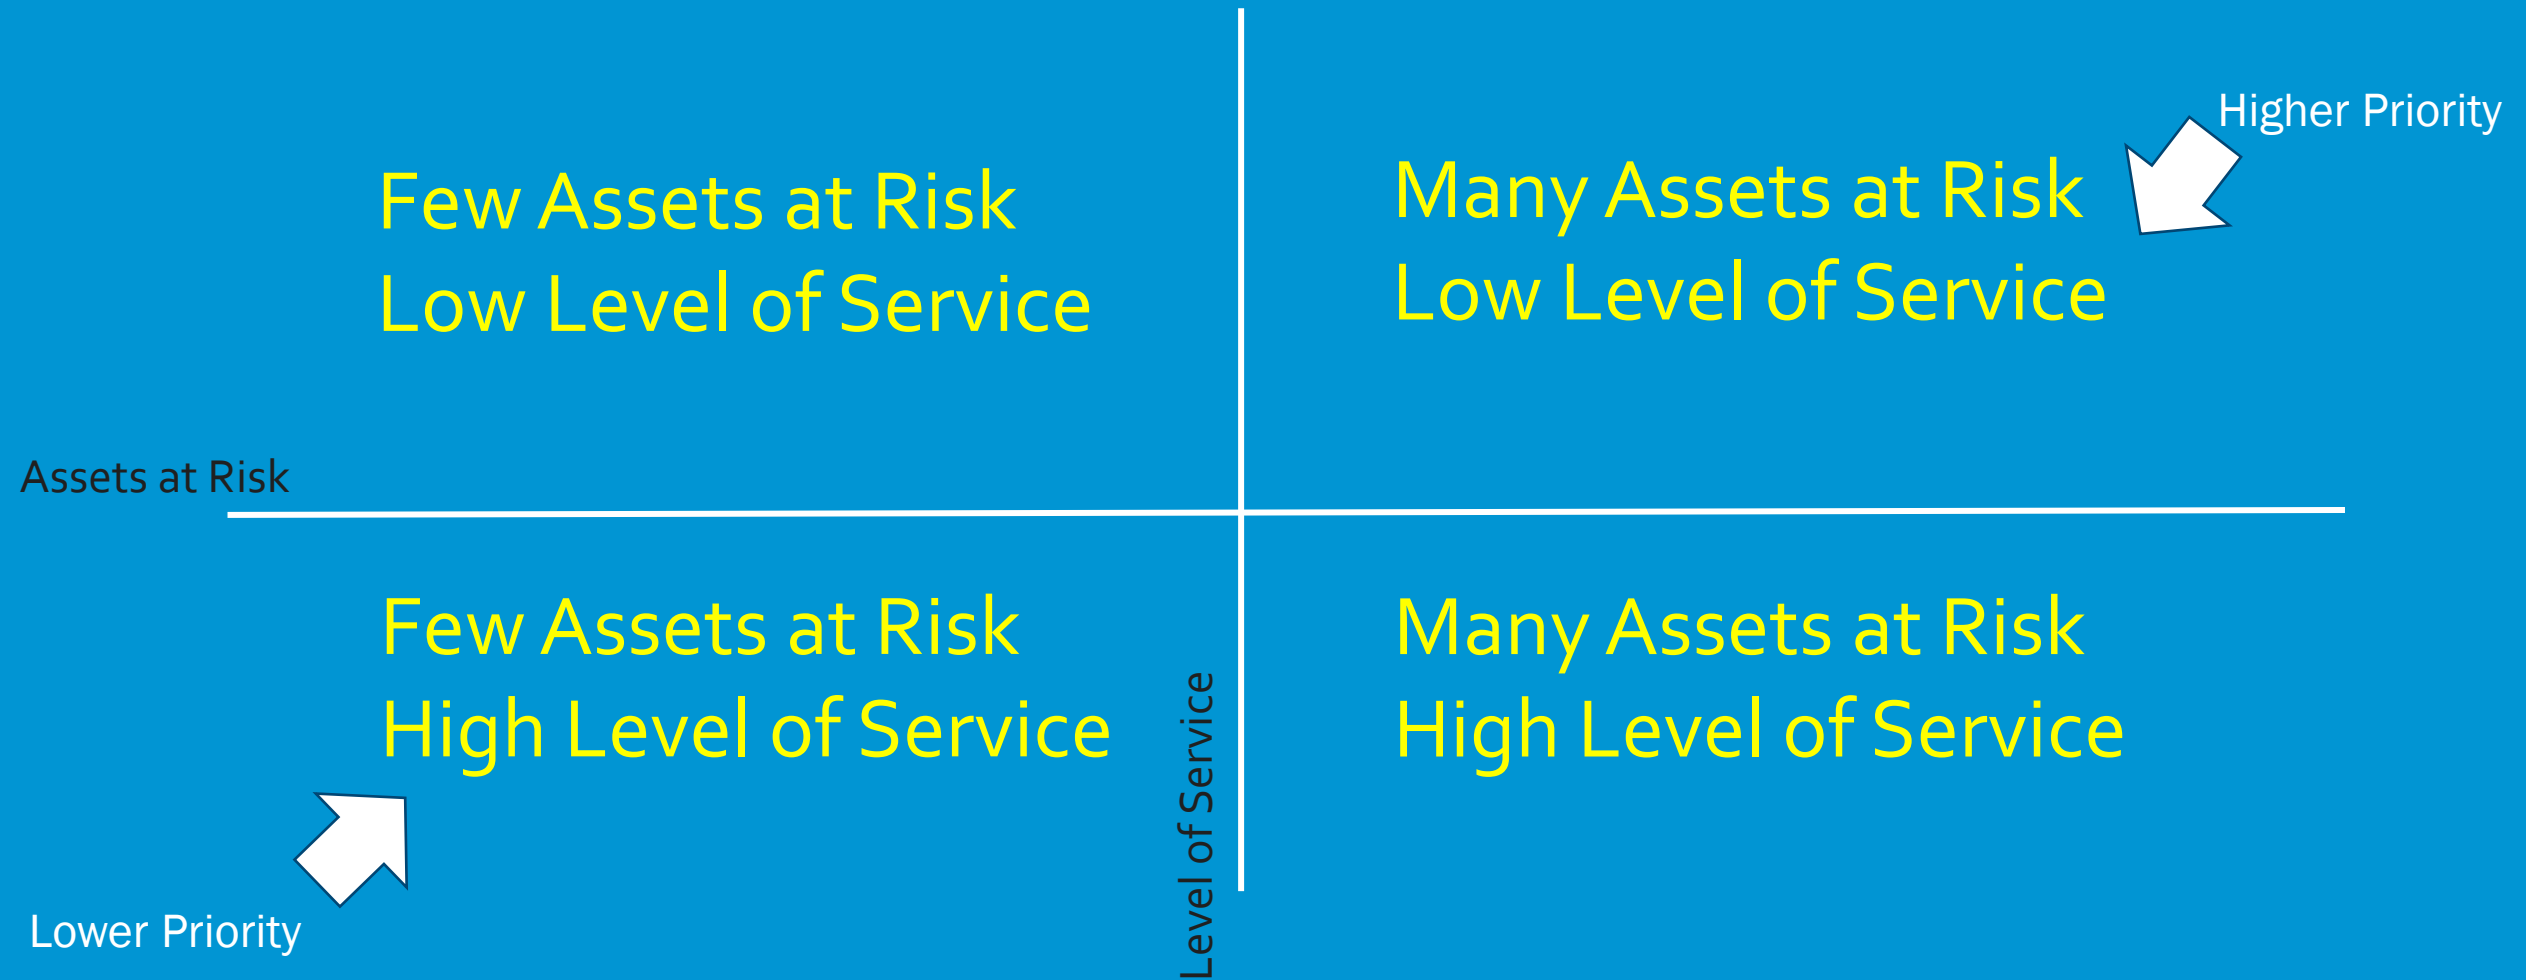 Higher Priority
Few Assets at Risk
Low Level of Service
Many Assets at Risk
Low Level of Service
Assets at Risk
Few Assets at Risk
High Level of Service
Many Assets at Risk
High Level of Service
Level of Service
Lower Priority